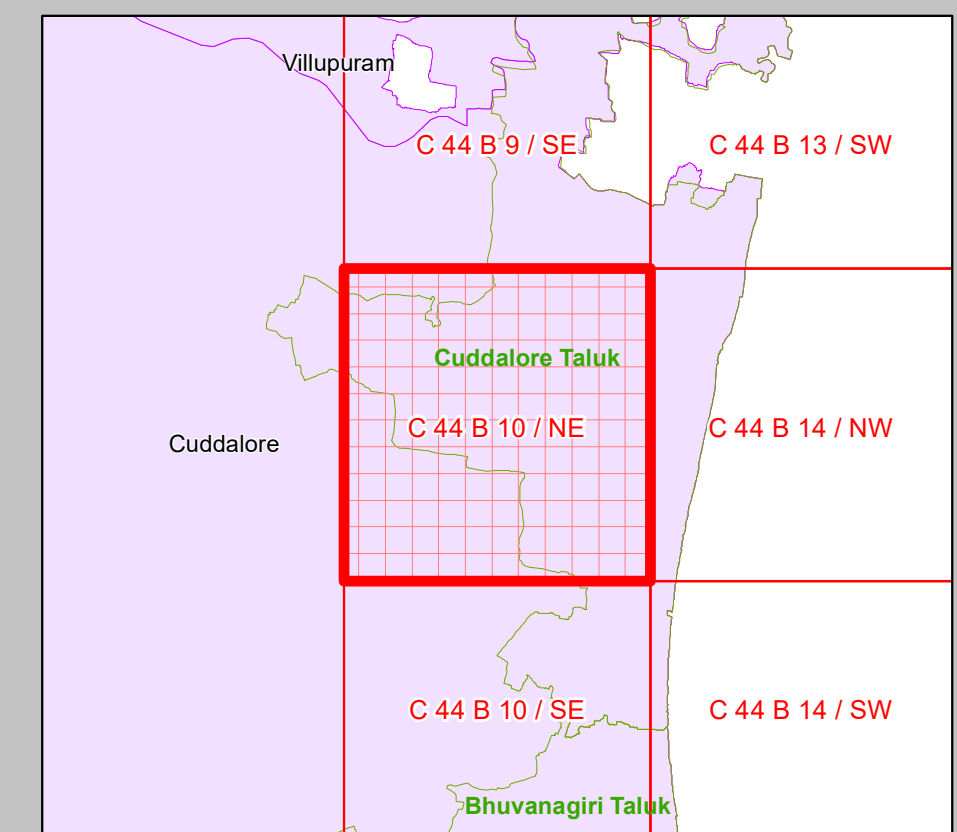 Villupuram
C 44 B 9 / SE
C 44 B 13 / SW
Cuddalore Taluk
C 44 B 10 / NE
C 44 B 14 / NW
Cuddalore
C 44 B 10 / SE
C 44 B 14 / SW
Bhuvanagiri Taluk